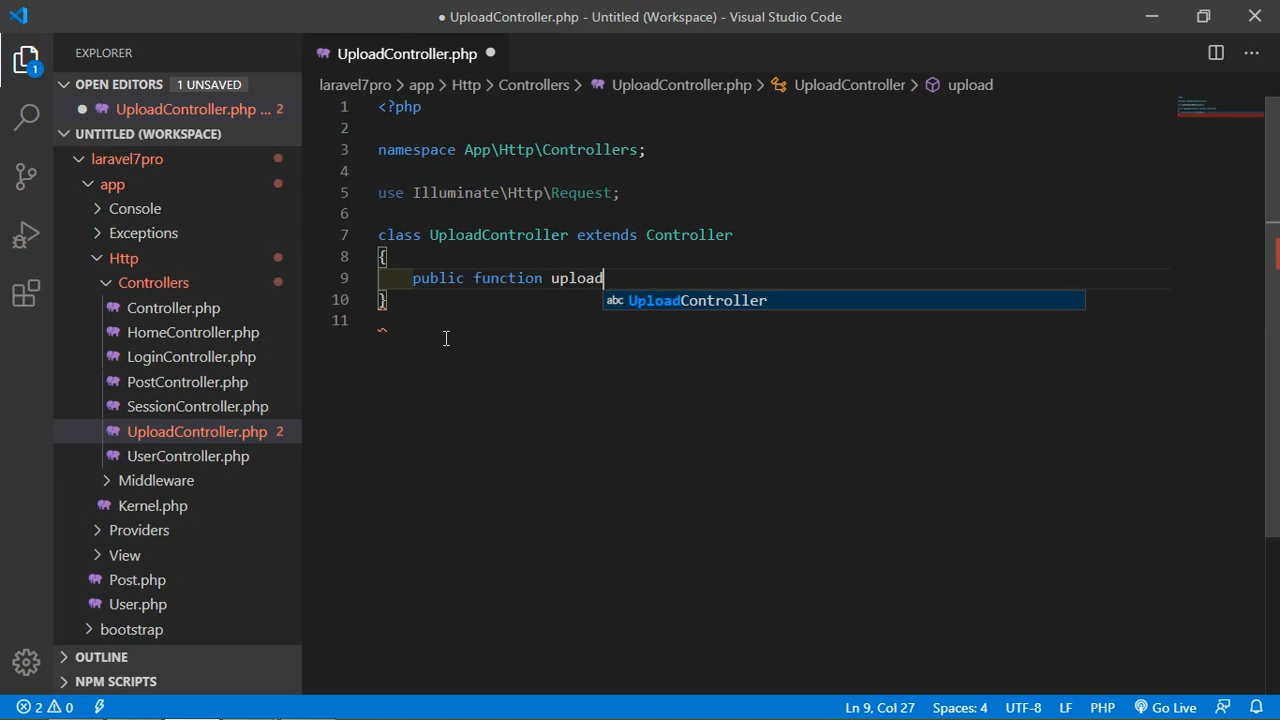 ● UploadController.php - Untitled (Workspace) - Visual Studio Code
EXPLORER
UploadController.php
OPEN EDITORS 1 UNSAVED
UploadController.php ... 2
UNTITLED (WORKSPACE)
laravel7pro
app
Console
Exceptions
Http
Controllers
Controller.php
HomeController.php
LoginController.php
PostController.php
SessionController.php
UploadController.php 2
UserController.php
Middleware
Kernel.php
Providers
View
Post.php
User.php
bootstrap
OUTLINE
NPM SCRIPTS
1
laravel7pro > app > Http > Controllers > UploadController.php > UploadController > upload
1 <?php
2
3 namespace App\Http\Controllers;
4
5 use Illuminate\Http\Request;
6
7 class UploadController extends Controller
8 {
9 public function upload
abc UploadController
10 }
11
2 0 Ln 9, Col 27 Spaces: 4 UTF-8 LF PHP Go Live